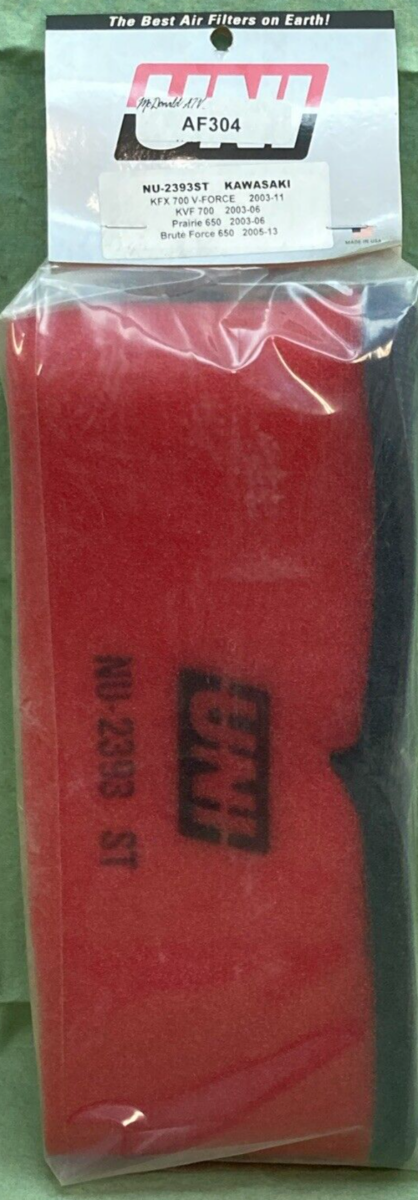 The Best Air Filters on Earth!
UNI
McDonald ATV
AF304
NU-2393ST KAWASAKI
KFX 700 V-FORCE 2003-11
KVF 700 2003-06
Prairie 650 2003-06
Brute Force 650 2005-13
MADE IN USA
NU-2393 ST
UNI